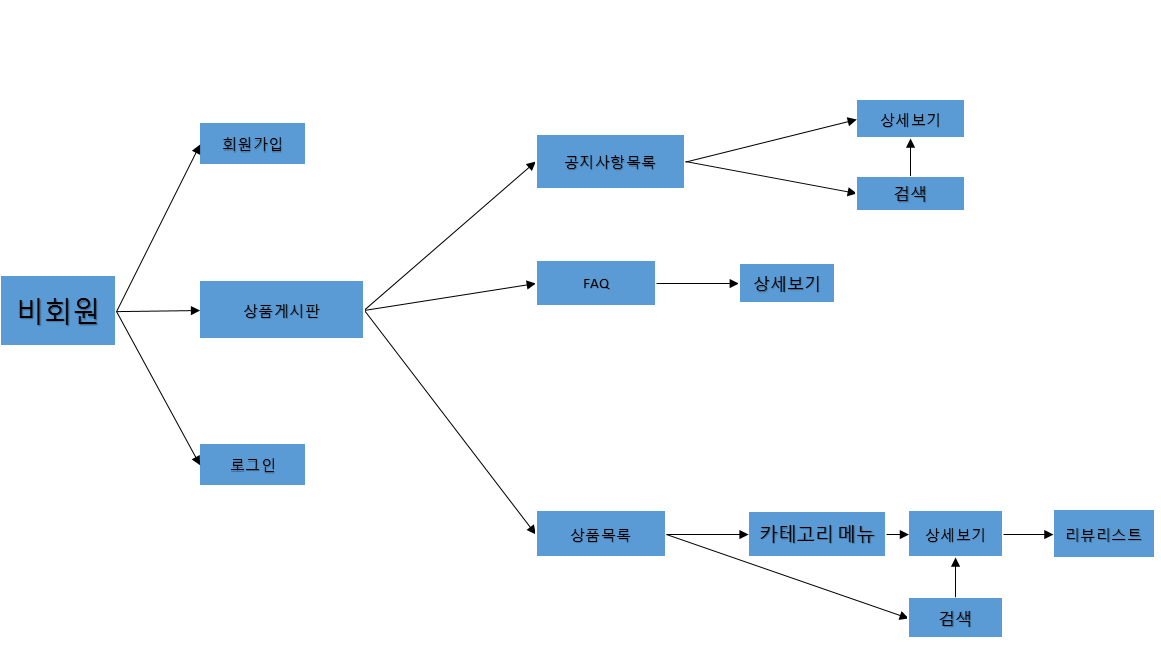 상세보기
회원가입
공지사항목록
검색
FAQ
상세보기
비회원
상품게시판
로그인
상품목록
카테고리 메뉴
상세보기
리뷰리스트
검색